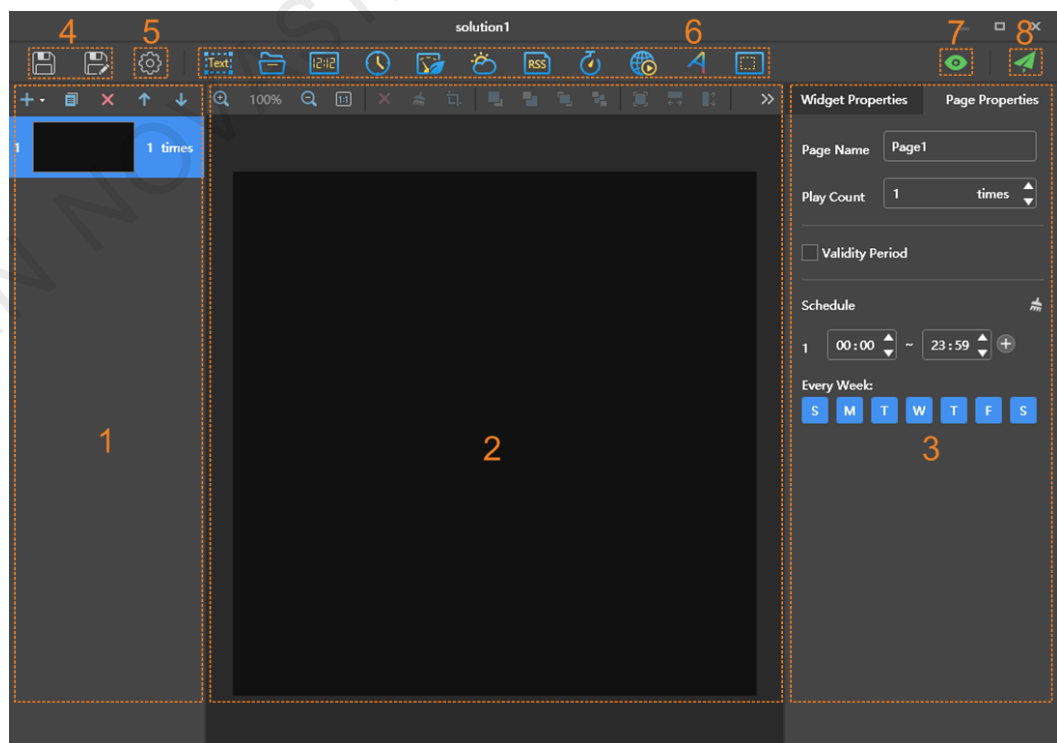 solution1
4 5 6 7 8
Text 12:12 RSS A
100% 1:1
Widget Properties Page Properties
1 1 times
Page Name Page1
Play Count 1 times
Validity Period
Schedule
1 00:00 ~ 23:59
Every Week:
S M T W T F S
1 2 3